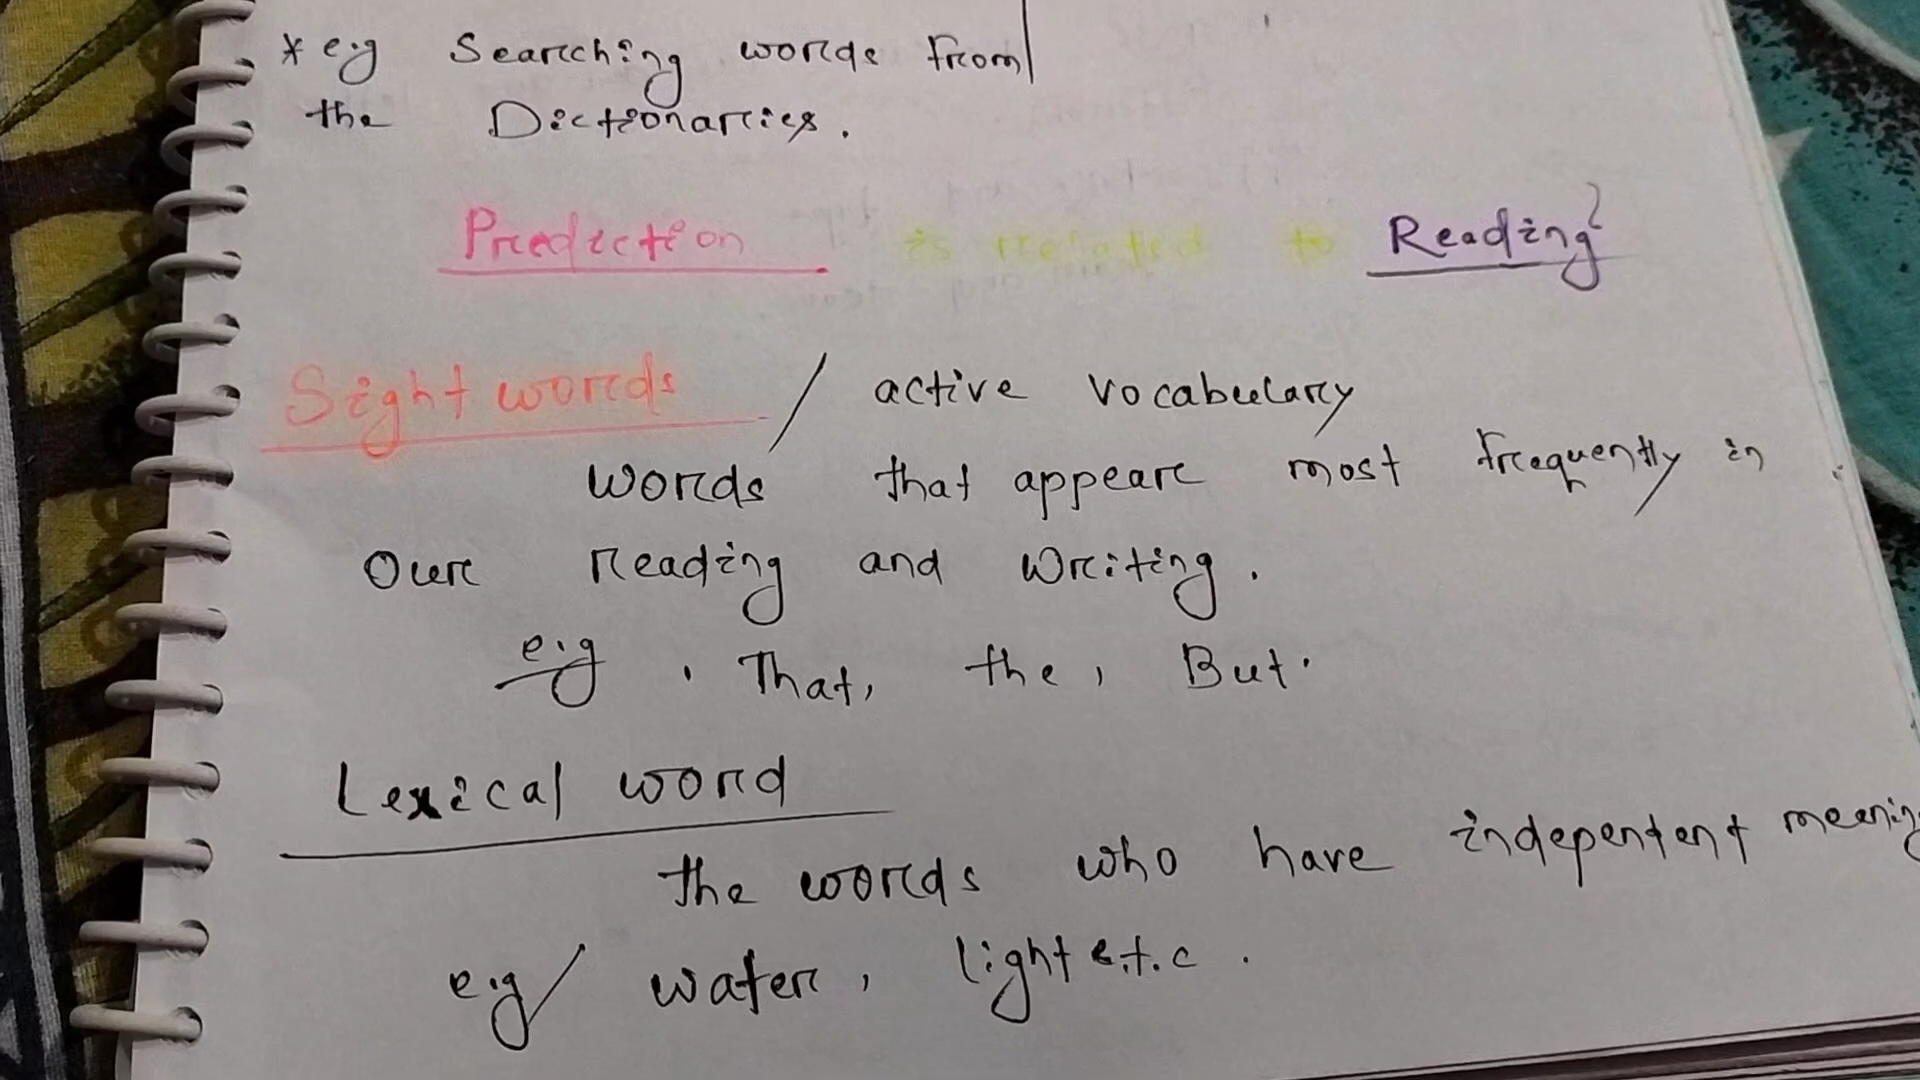 * e.g Searching words from
the Dictionaries.
Prediction is related to Reading?
Sight words / active vocabulary
words that appear most frequently in
our reading and writing.
e.g . That, the, But.
Lexical word
the words who have independent meaning
e.g/ water, light e.t.c.